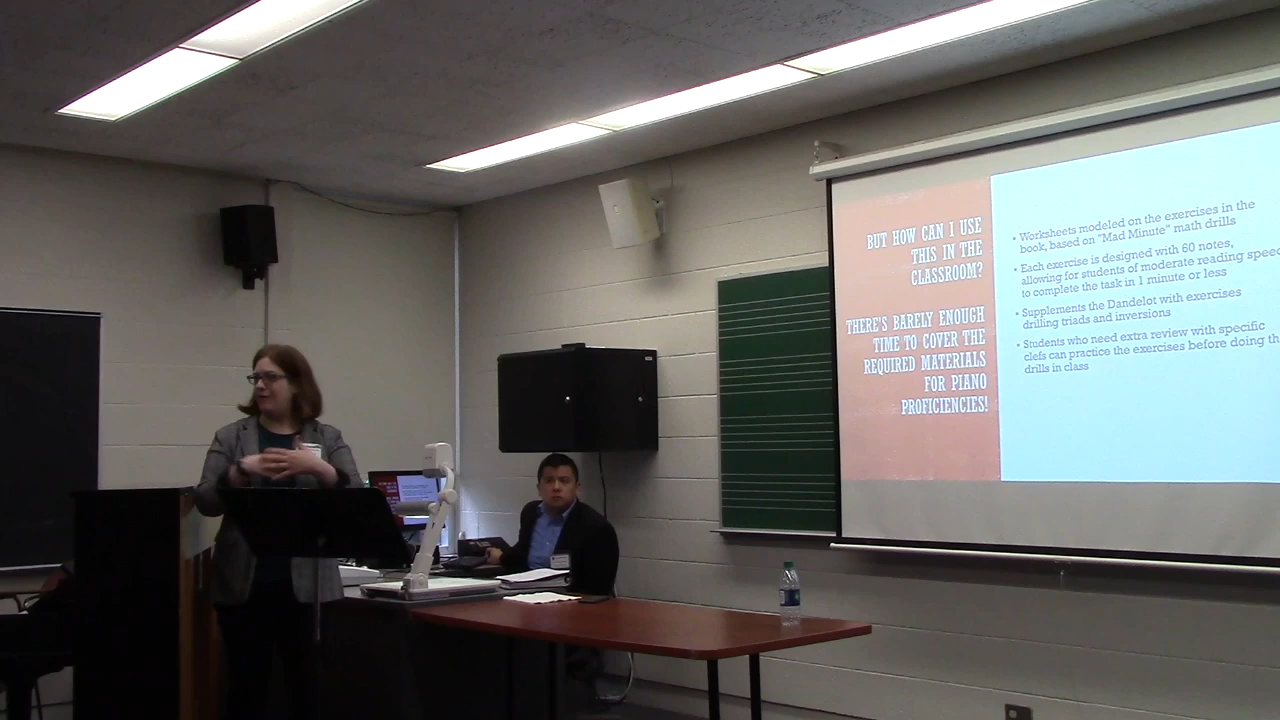 BUT HOW CAN I USE
THIS IN THE
CLASSROOM?
THERE'S BARELY ENOUGH
TIME TO COVER THE
REQUIRED MATERIALS
FOR PIANO
PROFICIENCIES!
• Worksheets modeled on the exercises in the
book, based on "Mad Minute" math drills
• Each exercise is designed with 60 notes,
allowing for students of moderate reading speed
to complete the task in 1 minute or less
• Supplements the Dandelot with exercises
drilling triads and inversions
• Students who need extra review with specific
clefs can practice the exercises before doing th
drills in class